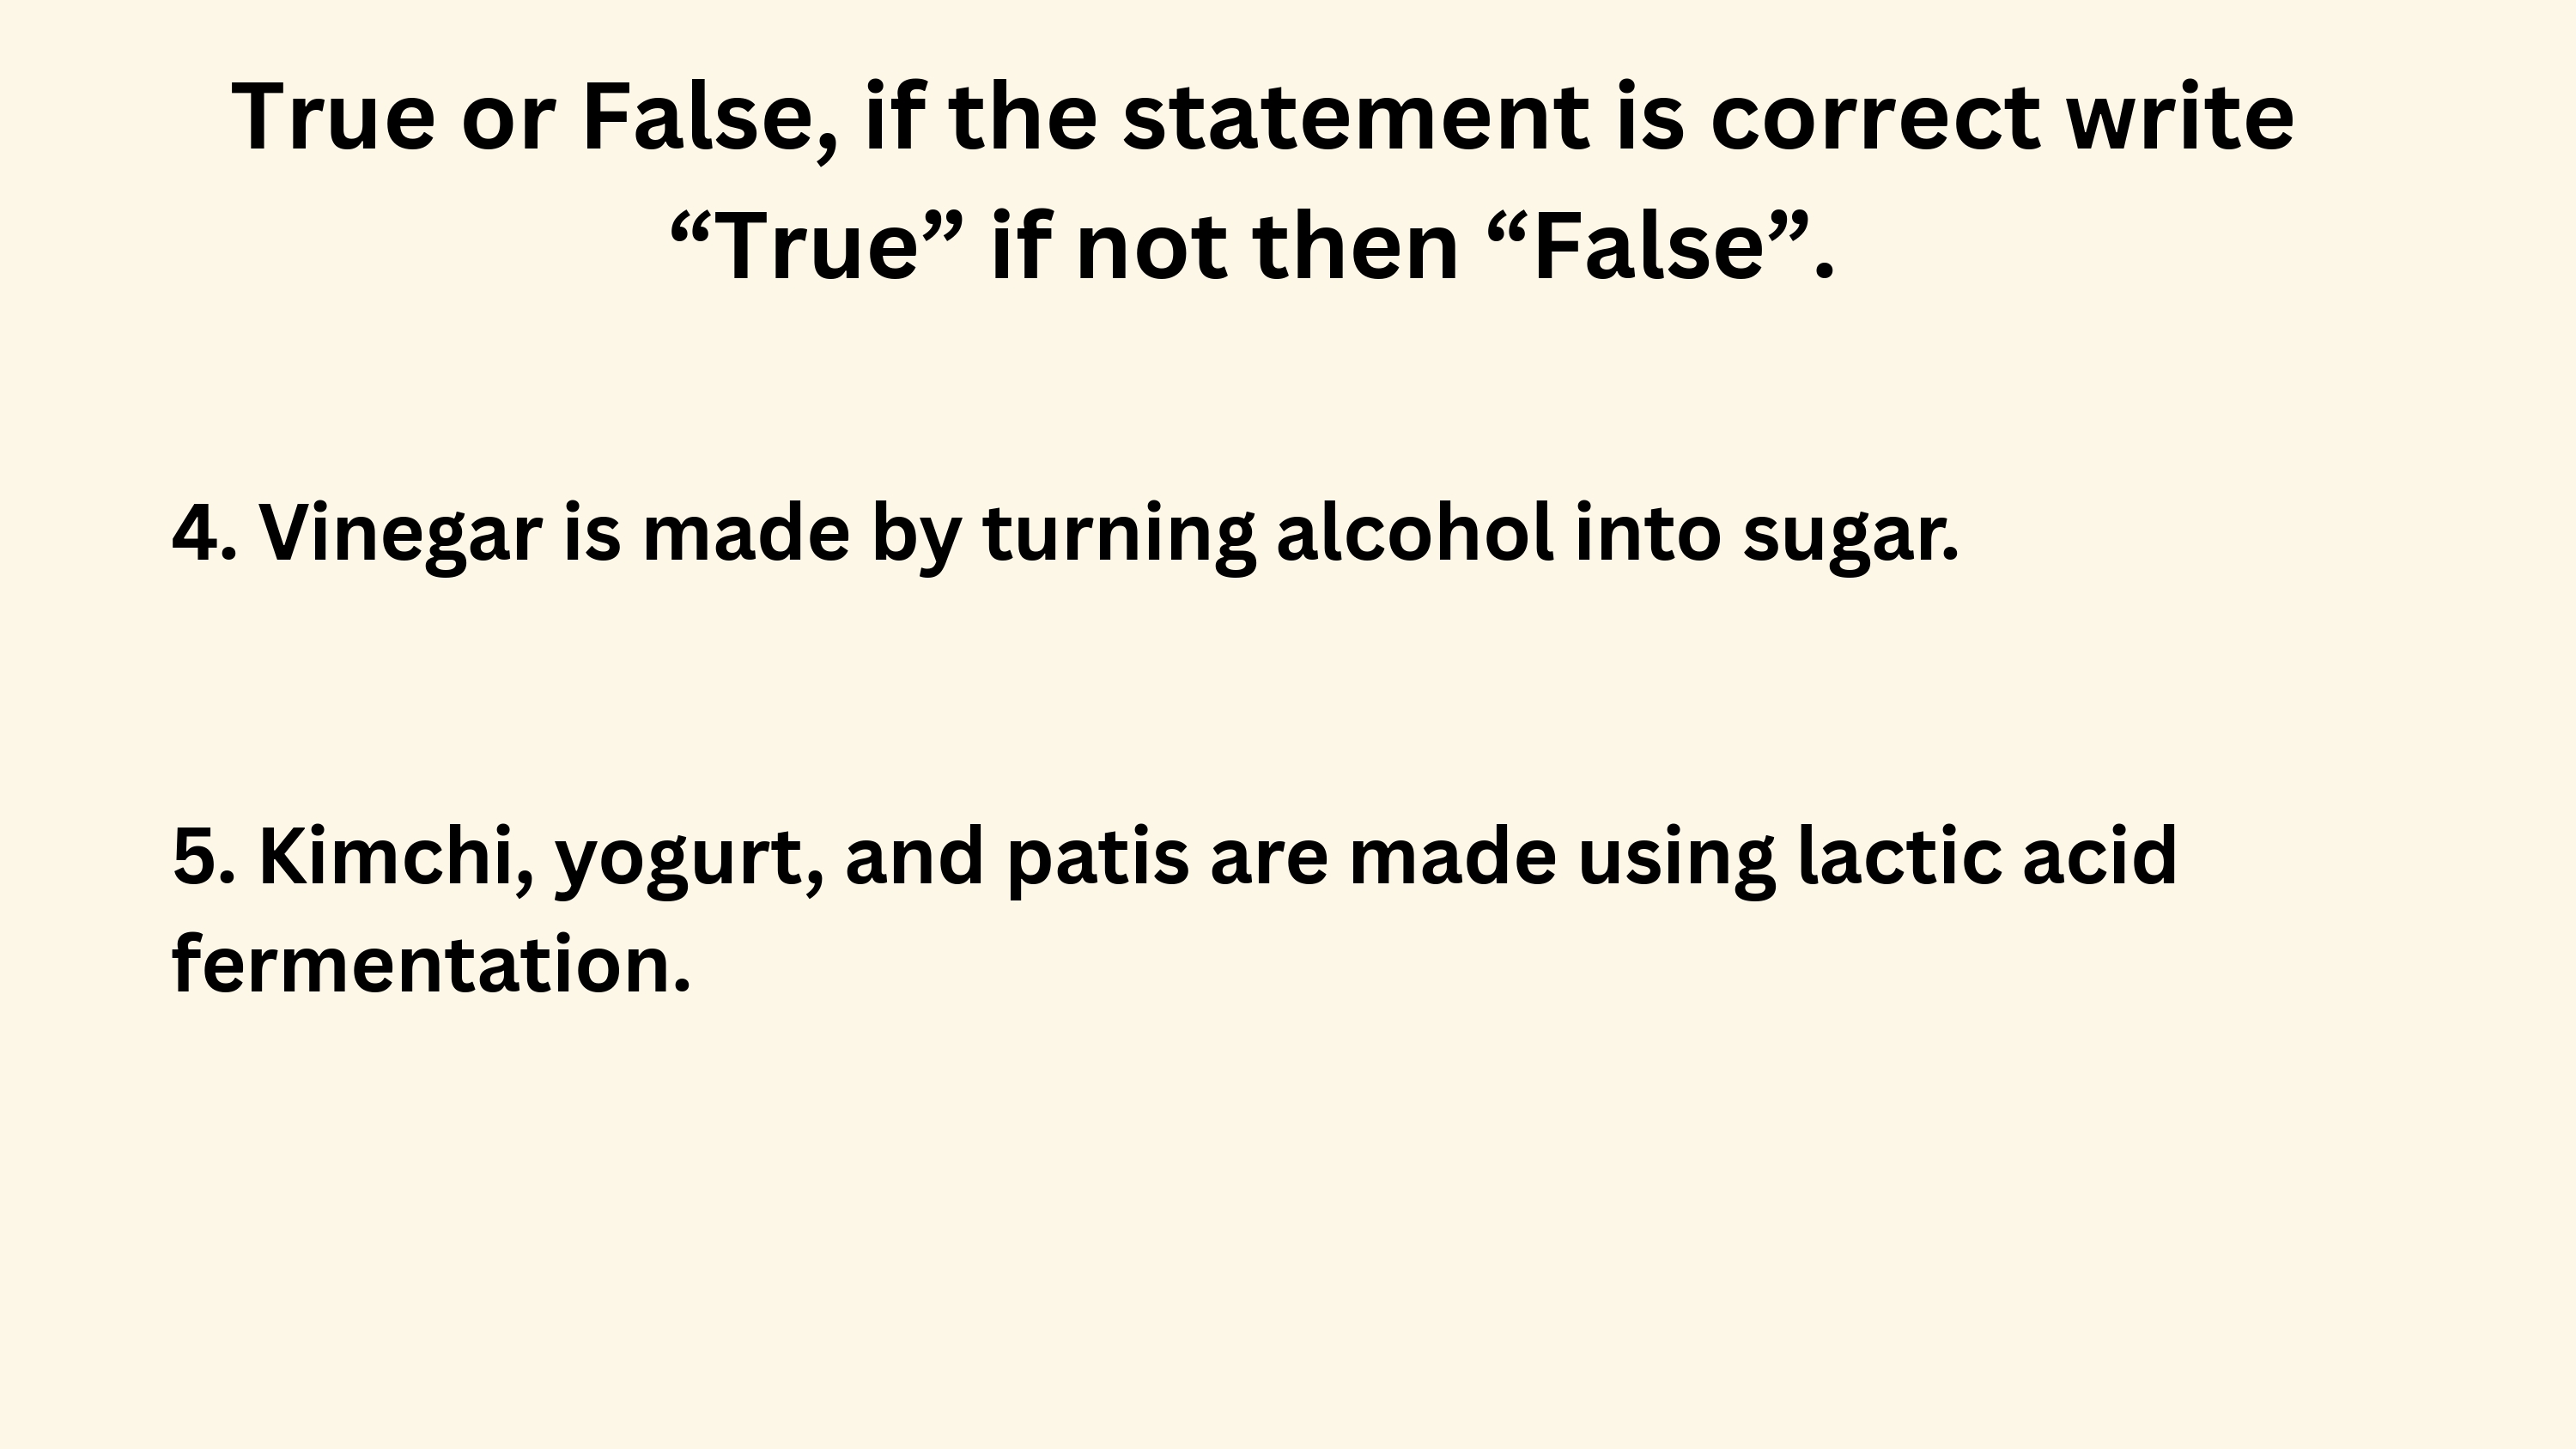 True or False, if the statement is correct write
“True” if not then “False”.
4. Vinegar is made by turning alcohol into sugar.
5. Kimchi, yogurt, and patis are made using lactic acid
fermentation.